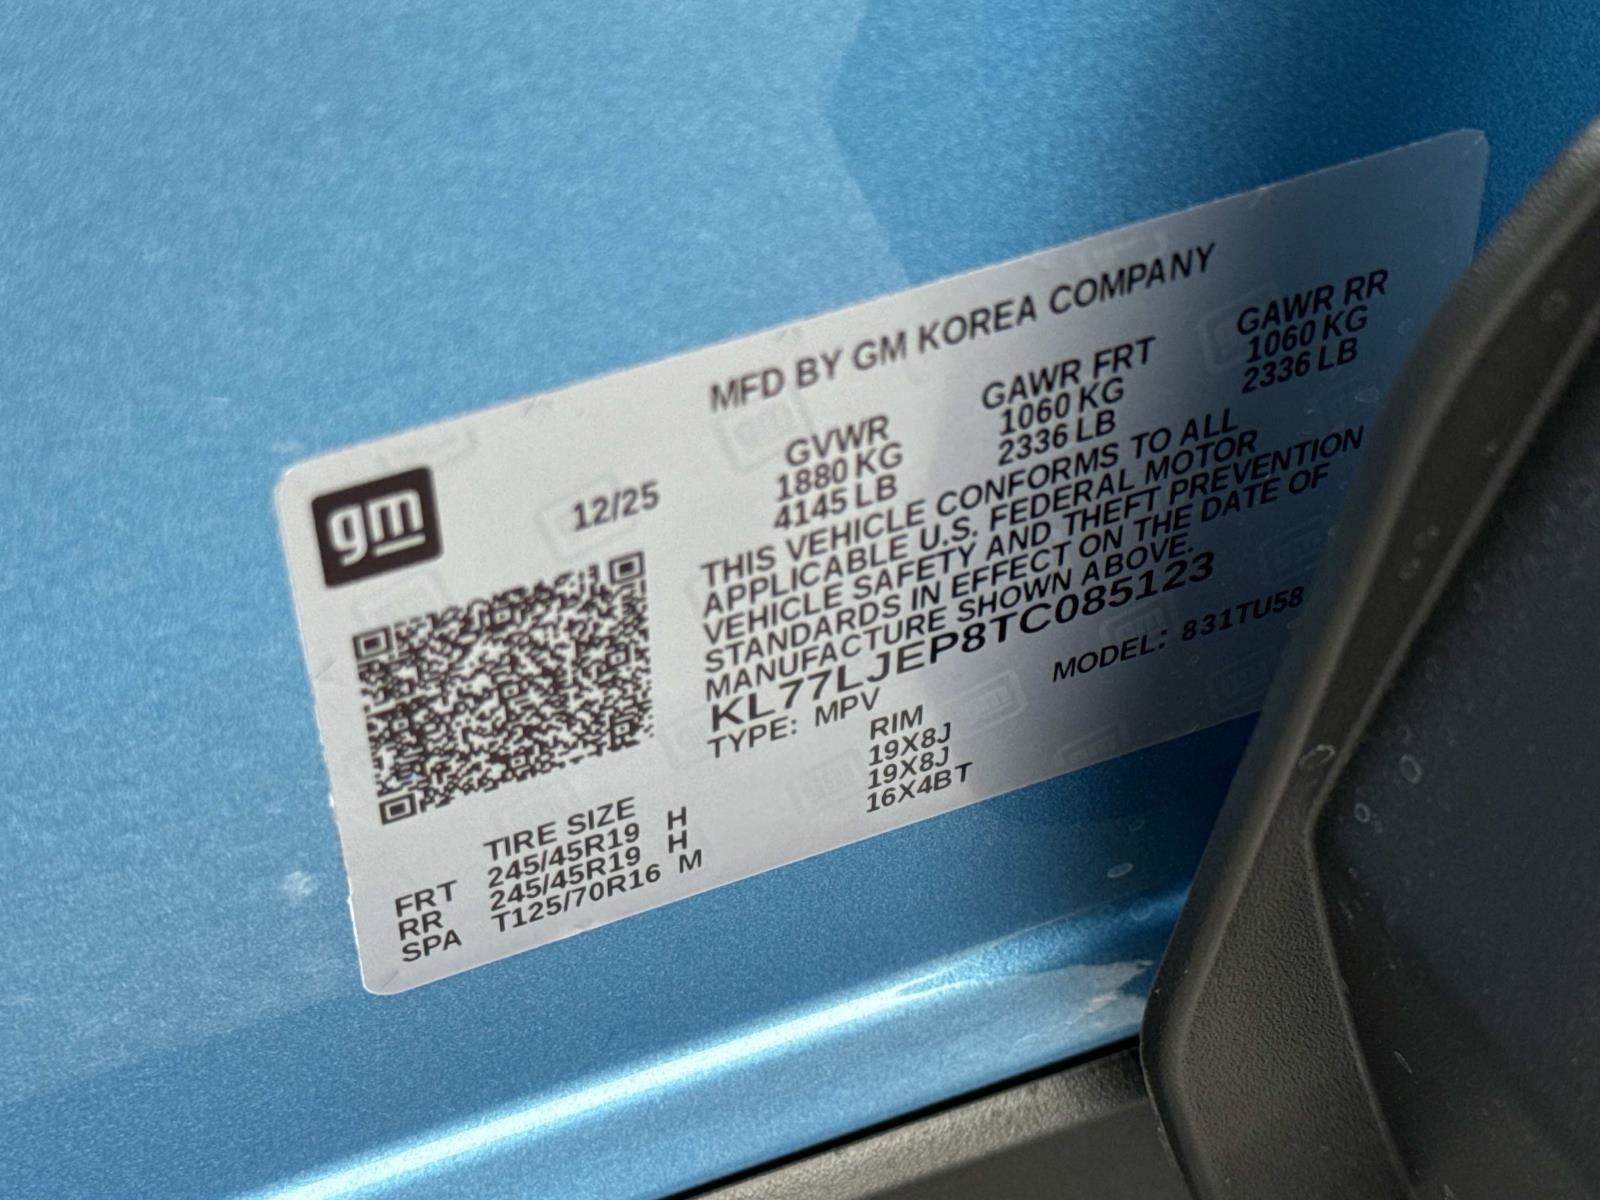 MFD BY GM KOREA COMPANY
gm
12/25
GVWR GAWR FRT GAWR RR
1880 KG 1060 KG 1060 KG
4145 LB 2336 LB 2336 LB
THIS VEHICLE CONFORMS TO ALL
APPLICABLE U.S. FEDERAL MOTOR
VEHICLE SAFETY AND THEFT PREVENTION
STANDARDS IN EFFECT ON THE DATE OF
MANUFACTURE SHOWN ABOVE.
KL77LJEP8TC085123
TYPE: MPV MODEL: 831TU58
TIRE SIZE RIM
FRT 245/45R19 H 19X8J
RR 245/45R19 H 19X8J
SPA T125/70R16 M 16X4BT